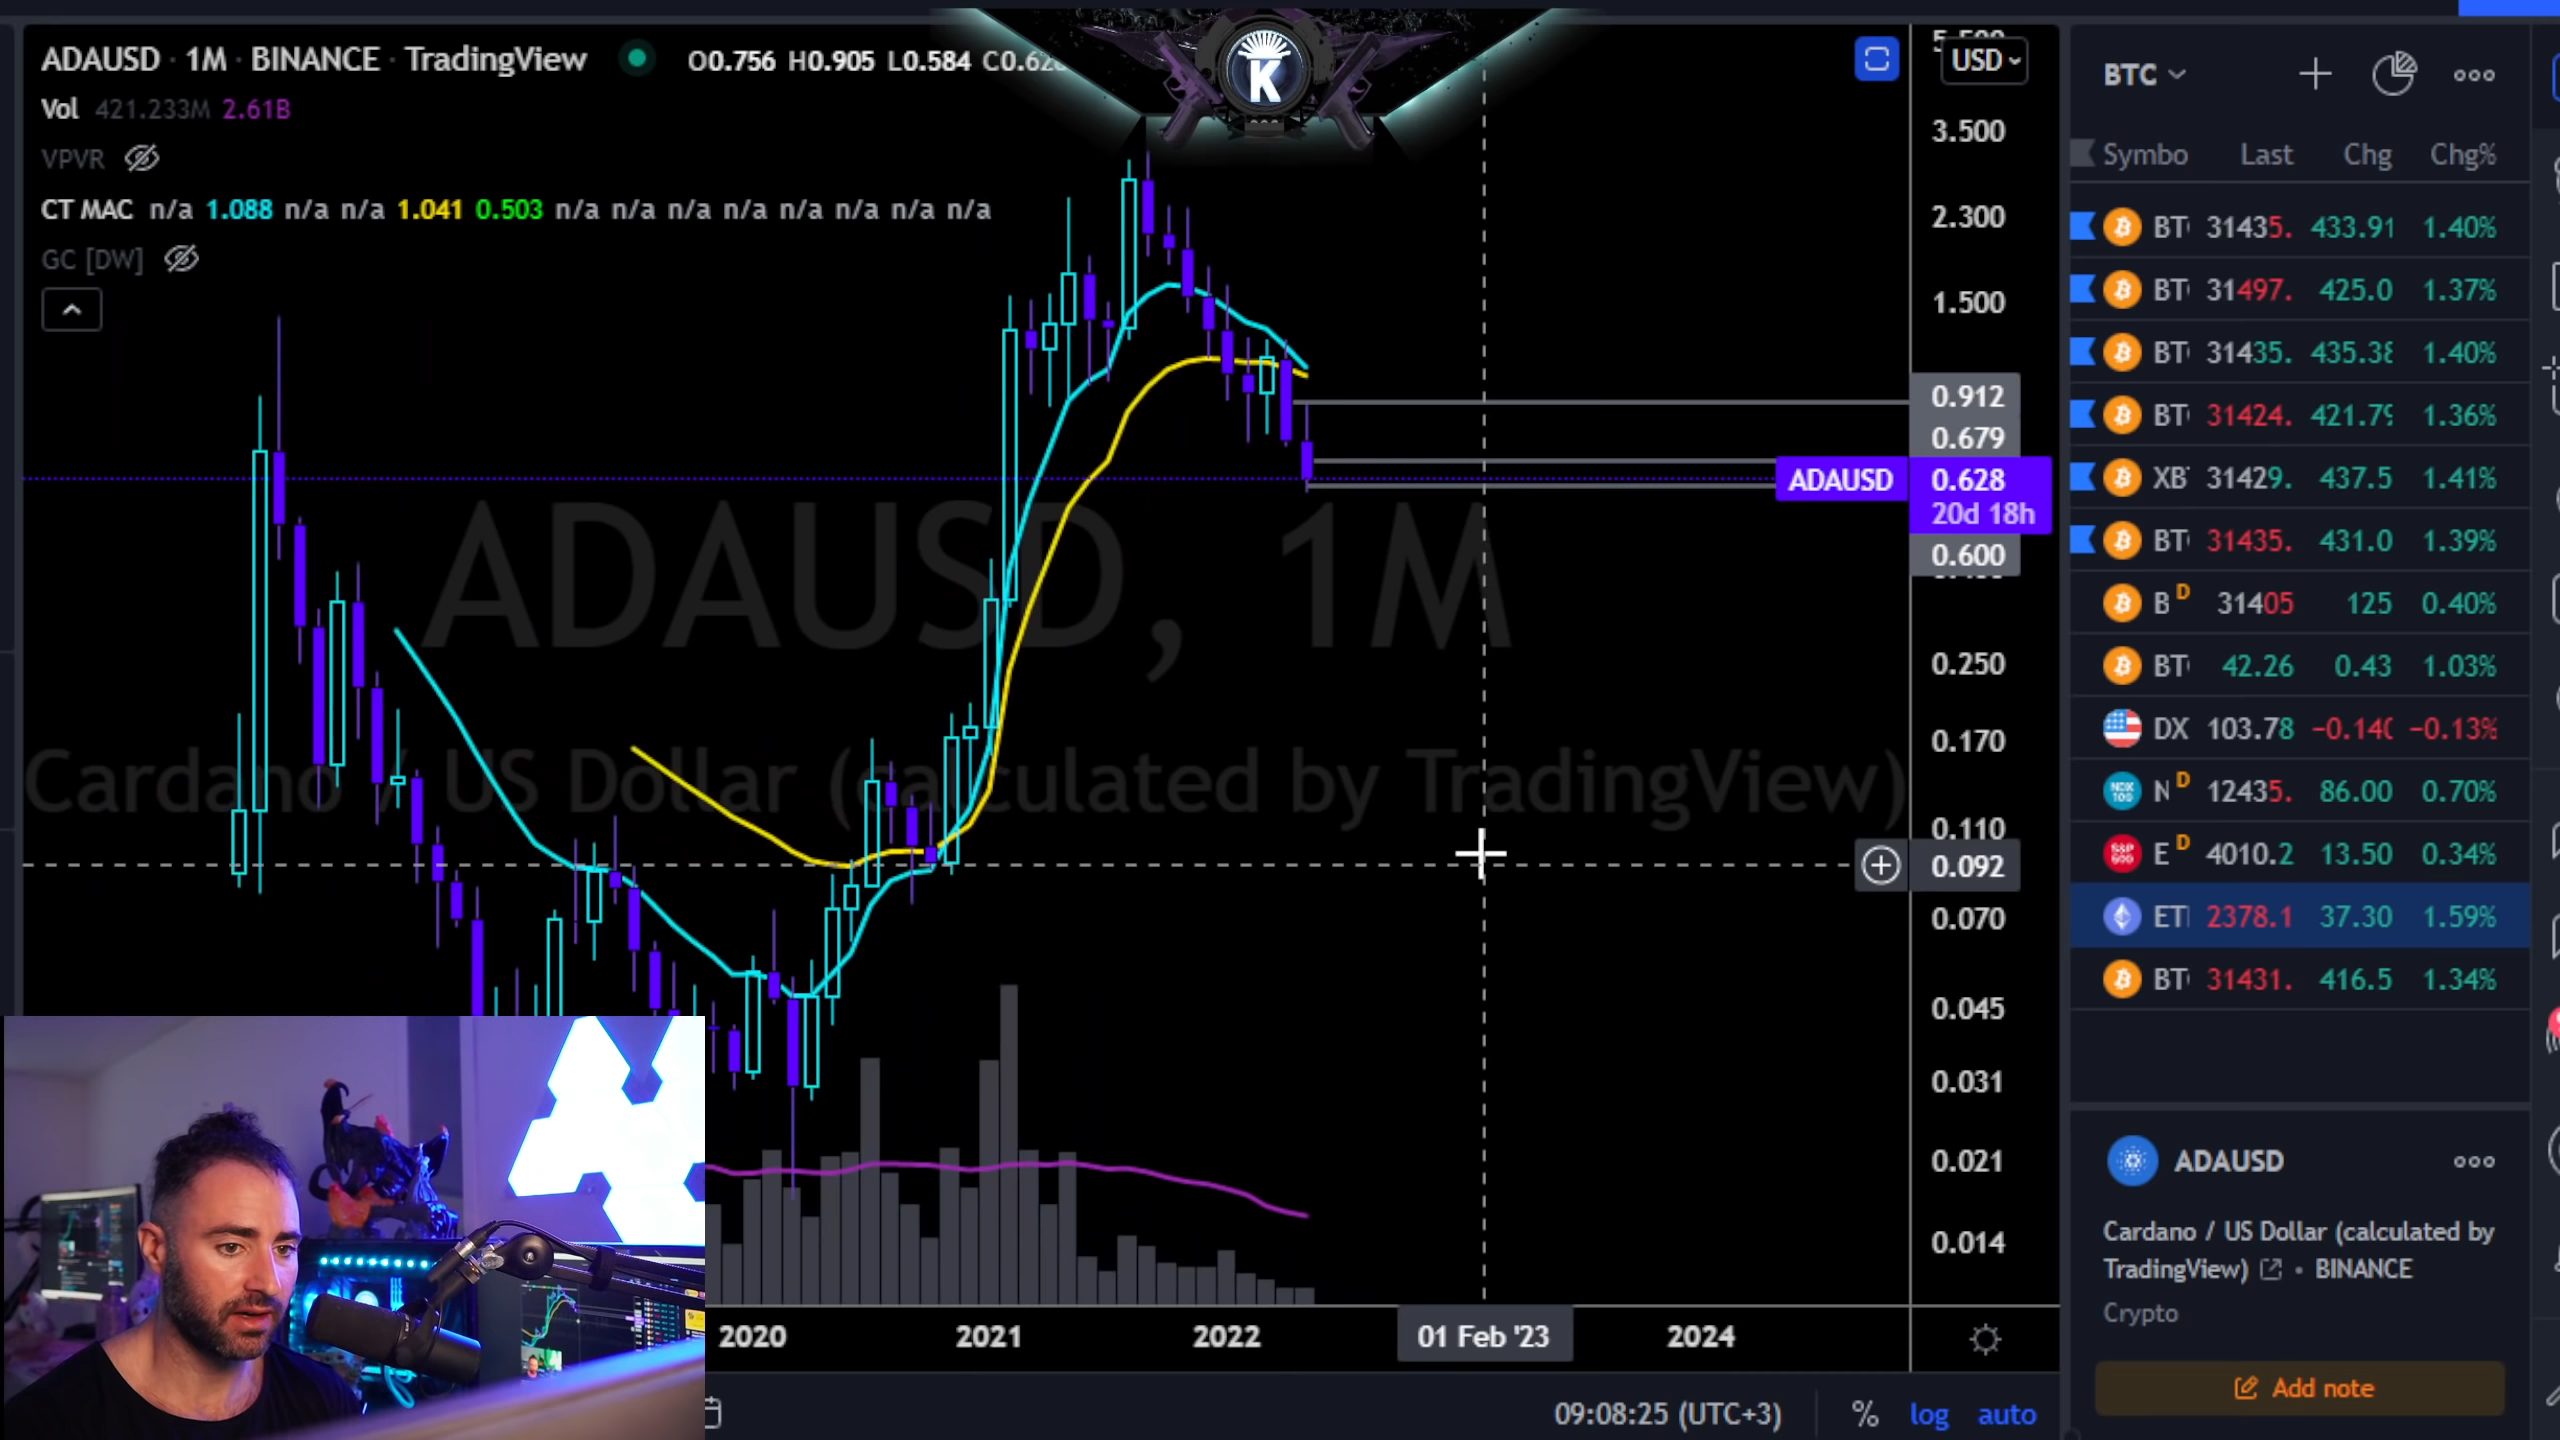 ADAUSD · 1M · BINANCE · TradingView O0.756 H0.905 L0.584
Vol 421.233M 2.61B
VPVR
CT MAC n/a 1.088 n/a n/a 1.041 0.503 n/a n/a n/a n/a n/a n/a n/a n/a
GC [DW]
K
ADAUSD, 1M
Cardano / US Dollar (calculated by TradingView)
USD
3.500
2.300
1.500
0.912
0.679
ADAUSD 0.628
20d 18h
0.600
0.250
0.170
0.110
0.092
0.070
0.045
0.031
0.021
0.014
2020 2021 2022 01 Feb '23 2024
09:08:25 (UTC+3) % log auto
BTC
Symbo Last Chg Chg%
BT 31435. 433.91 1.40%
BT 31497. 425.0 1.37%
BT 31435. 435.38 1.40%
BT 31424. 421.79 1.36%
XB 31429. 437.5 1.41%
BT 31435. 431.0 1.39%
B D 31405 125 0.40%
BT 42.26 0.43 1.03%
DX 103.78 −0.140 −0.13%
N D 12435. 86.00 0.70%
E D 4010.2 13.50 0.34%
ET 2378.1 37.30 1.59%
BT 31431. 416.5 1.34%
ADAUSD
Cardano / US Dollar (calculated by
TradingView) • BINANCE
Crypto
Add note